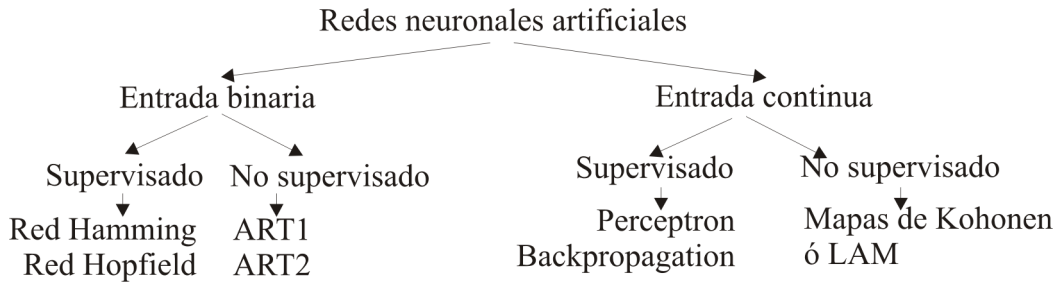 Redes neuronales artificiales
Entrada binaria
Entrada continua
Supervisado
No supervisado
Supervisado
No supervisado
Red Hamming
Red Hopfield
ART1
ART2
Perceptron
Backpropagation
Mapas de Kohonen
ó LAM